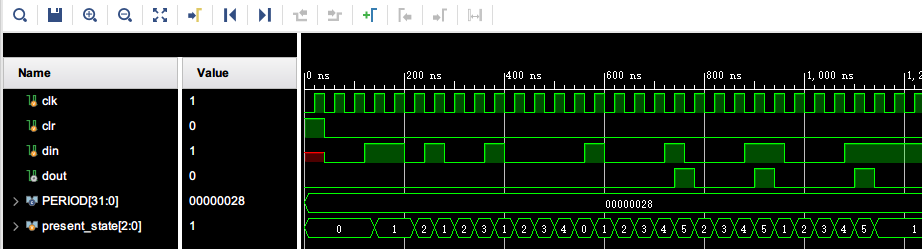 Name Value
0 ns 200 ns 400 ns 600 ns 800 ns 1,000 ns
clk 1
clr 0
din 1
dout 0
PERIOD[31:0] 00000028 00000028
present_state[2:0] 1 0 1 2 1 2 3 1 2 3 4 0 1 2 3 4 5 2 3 4 5 1 2 3 4 5 1